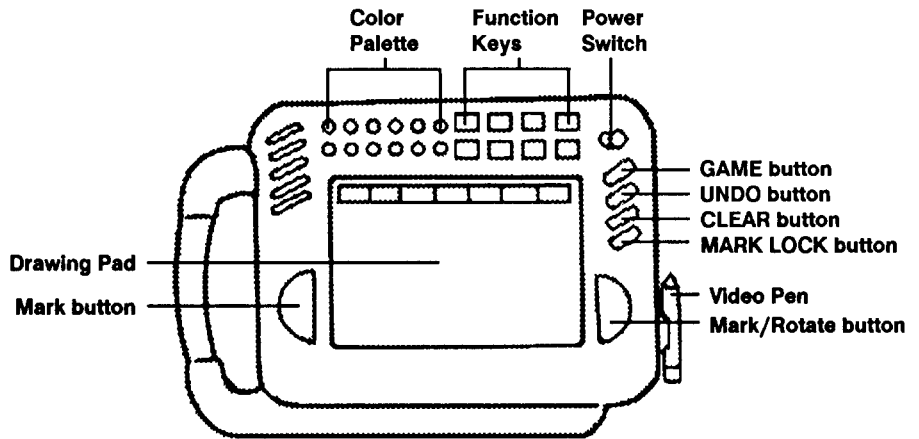 Color
Palette
Function
Keys
Power
Switch
GAME button
UNDO button
CLEAR button
MARK LOCK button
Drawing Pad
Mark button
Video Pen
Mark/Rotate button